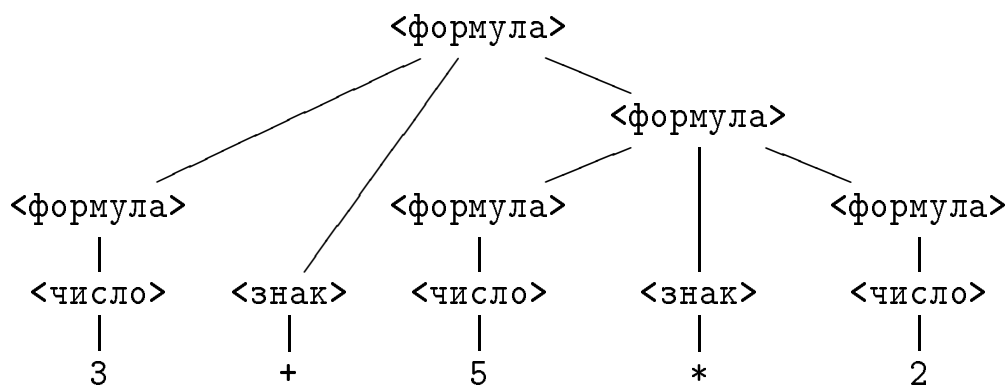 <формула>
<формула>
<формула> <формула> <формула>
<число> <знак> <число> <знак> <число>
3 + 5 * 2